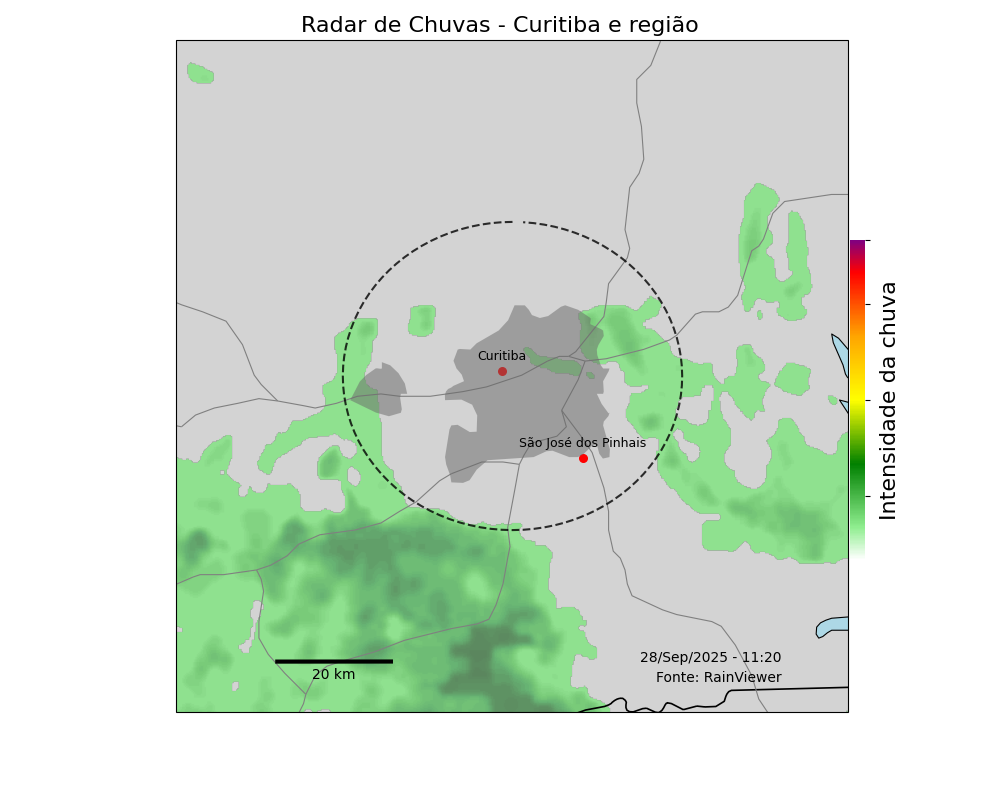 Radar de Chuvas - Curitiba e região
Curitiba
São José dos Pinhais
Intensidade da chuva
28/Sep/2025 - 11:20
Fonte: RainViewer
20 km